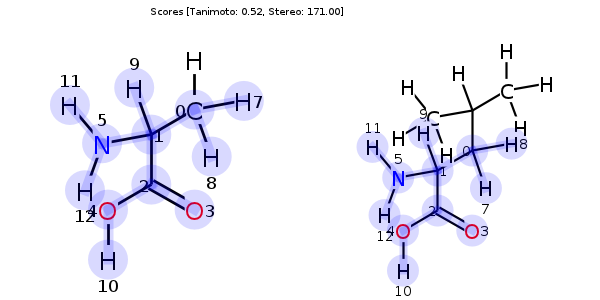 Scores [Tanimoto: 0.52, Stereo: 171.00]
H
9 H
11 H 0 C H 7
5 N 1
H 8
2
H 12 4 O O 3
H
10
H
H H C H
9 C H
H H
11 H H 0 H 8
5 N 1
H 7
H 2
12 4 O O 3
H
10